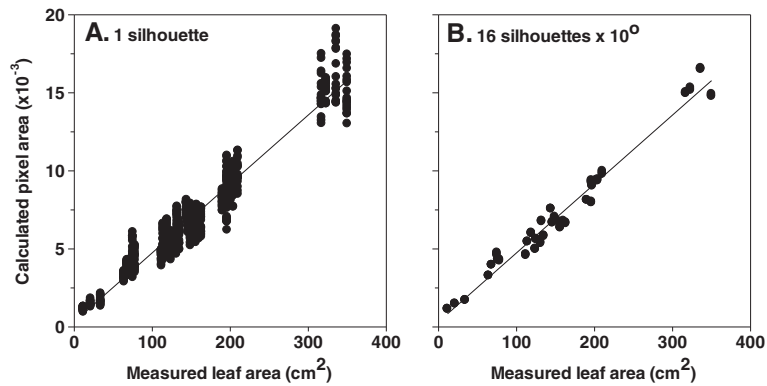 A. 1 silhouette
B. 16 silhouettes x 10°
Calculated pixel area (x10⁻³)
20
15
10
5
0
0 100 200 300 400
0 100 200 300 400
Measured leaf area (cm²)
Measured leaf area (cm²)